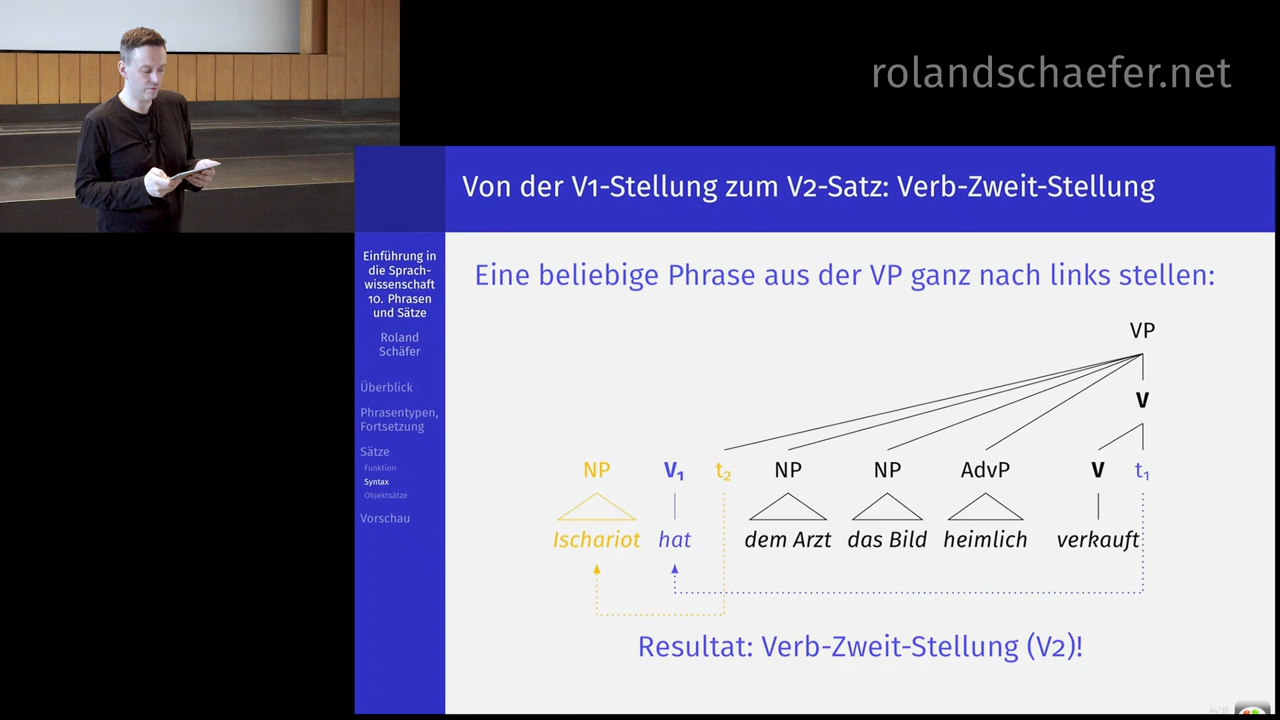 rolandschaefer.net
Von der V1-Stellung zum V2-Satz: Verb-Zweit-Stellung
Einführung in
die Sprach-
wissenschaft
10. Phrasen
und Sätze
Roland
Schäfer
Überblick
Phrasentypen,
Fortsetzung
Sätze
Funktion
Syntax
Objektsätze
Vorschau
Eine beliebige Phrase aus der VP ganz nach links stellen:
VP
V
NP V₁ t₂ NP NP AdvP V t₁
Ischariot hat dem Arzt das Bild heimlich verkauft
Resultat: Verb-Zweit-Stellung (V2)!